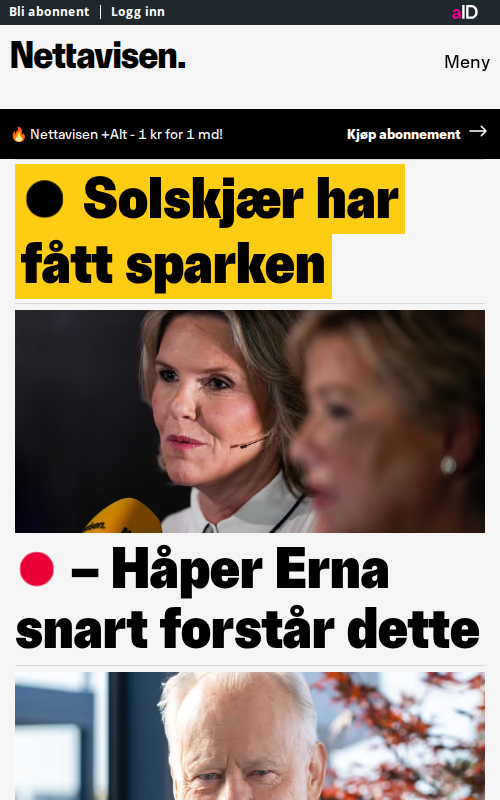 Bli abonnent | Logg inn
aID
Nettavisen.
Meny
🔥 Nettavisen +Alt - 1 kr for 1 md!
Kjøp abonnement →
● Solskjær har
fått sparken
● – Håper Erna
snart forstår dette